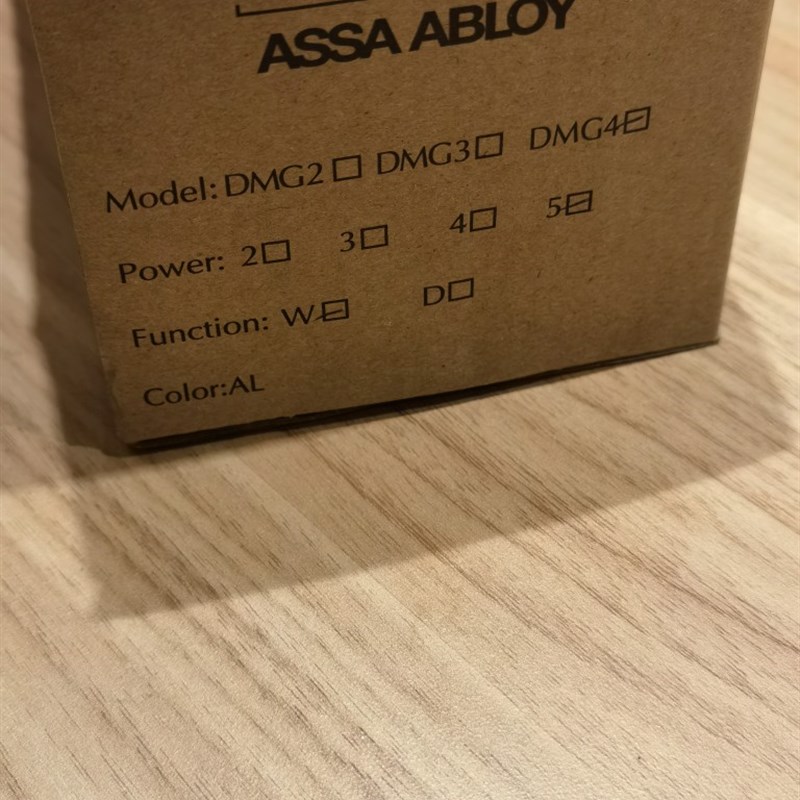 ASSA ABLOY
Model: DMG2 ☐ DMG3 ☐ DMG4 ☑
Power: 2 ☐ 3 ☐ 4 ☐ 5 ☑
Function: W ☑ D ☐
Color:AL